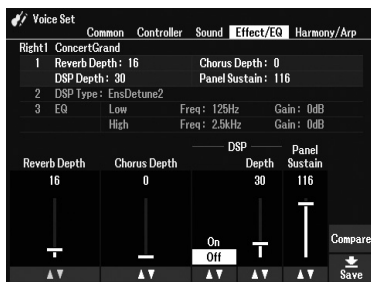 Voice Set
Common Controller Sound Effect/EQ Harmony/Arp
Right1 ConcertGrand
1 Reverb Depth: 16 Chorus Depth: 0
DSP Depth: 30 Panel Sustain: 116
2 DSP Type: EnsDetune2
3 EQ Low Freq: 125Hz Gain: 0dB
High Freq: 2.5kHz Gain: 0dB
DSP Panel
Reverb Depth Chorus Depth Depth Sustain
16 0 30 116
On
Off
Compare
Save